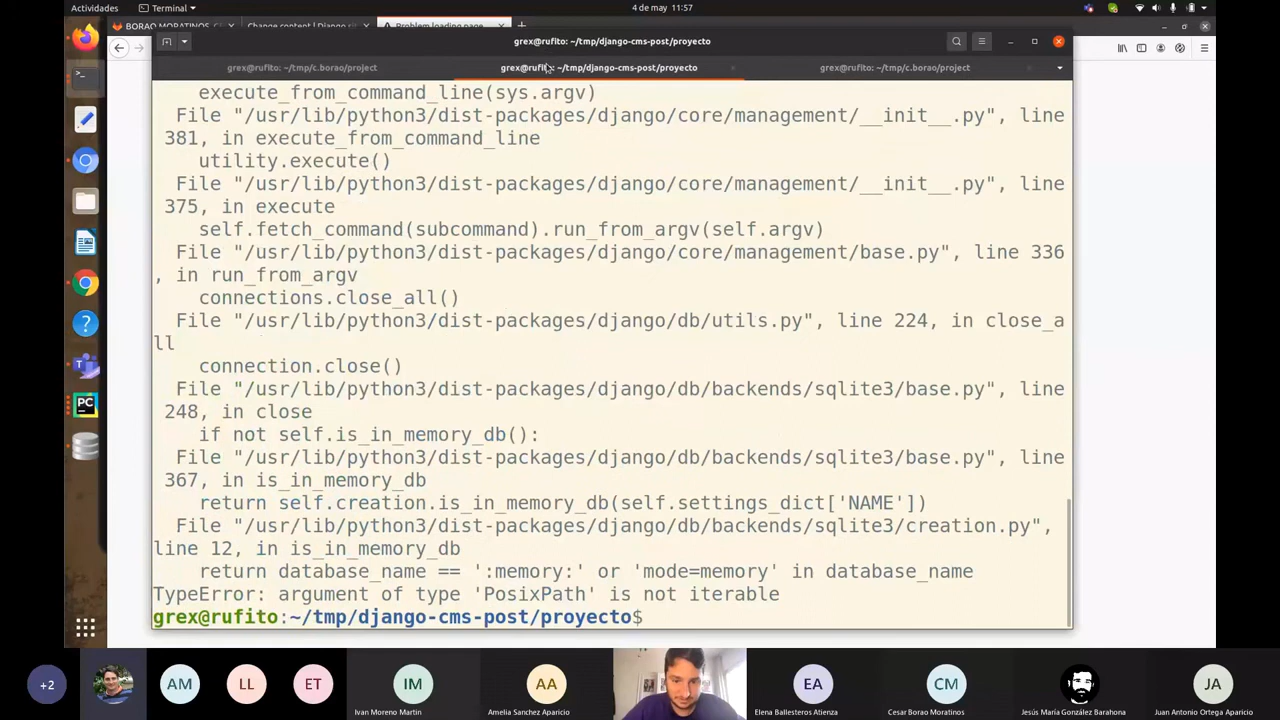 Actividades
Terminal
4 de may 11:57
BORAO MORATINOS, C
Change content | Django s
Problem loading page
grex@rufito: ~/tmp/django-cms-post/proyecto
grex@rufito: ~/tmp/c.borao/project
grex@rufito: ~/tmp/django-cms-post/proyecto
grex@rufito: ~/tmp/c.borao/project
execute_from_command_line(sys.argv)
File "/usr/lib/python3/dist-packages/django/core/management/__init__.py", line
381, in execute_from_command_line
utility.execute()
File "/usr/lib/python3/dist-packages/django/core/management/__init__.py", line
375, in execute
self.fetch_command(subcommand).run_from_argv(self.argv)
File "/usr/lib/python3/dist-packages/django/core/management/base.py", line 336
, in run_from_argv
connections.close_all()
File "/usr/lib/python3/dist-packages/django/db/utils.py", line 224, in close_a
ll
connection.close()
File "/usr/lib/python3/dist-packages/django/db/backends/sqlite3/base.py", line
248, in close
if not self.is_in_memory_db():
File "/usr/lib/python3/dist-packages/django/db/backends/sqlite3/base.py", line
367, in is_in_memory_db
return self.creation.is_in_memory_db(self.settings_dict['NAME'])
File "/usr/lib/python3/dist-packages/django/db/backends/sqlite3/creation.py",
line 12, in is_in_memory_db
return database_name == ':memory:' or 'mode=memory' in database_name
TypeError: argument of type 'PosixPath' is not iterable
grex@rufito:~/tmp/django-cms-post/proyecto$
PC
+2
AM
LL
ET
IM
AA
EA
CM
JA
Ivan Moreno Martin
Amelia Sanchez Aparicio
Elena Ballesteros Atienza
Cesar Borao Moratinos
Jesús María González Barahona
Juan Antonio Ortega Aparicio